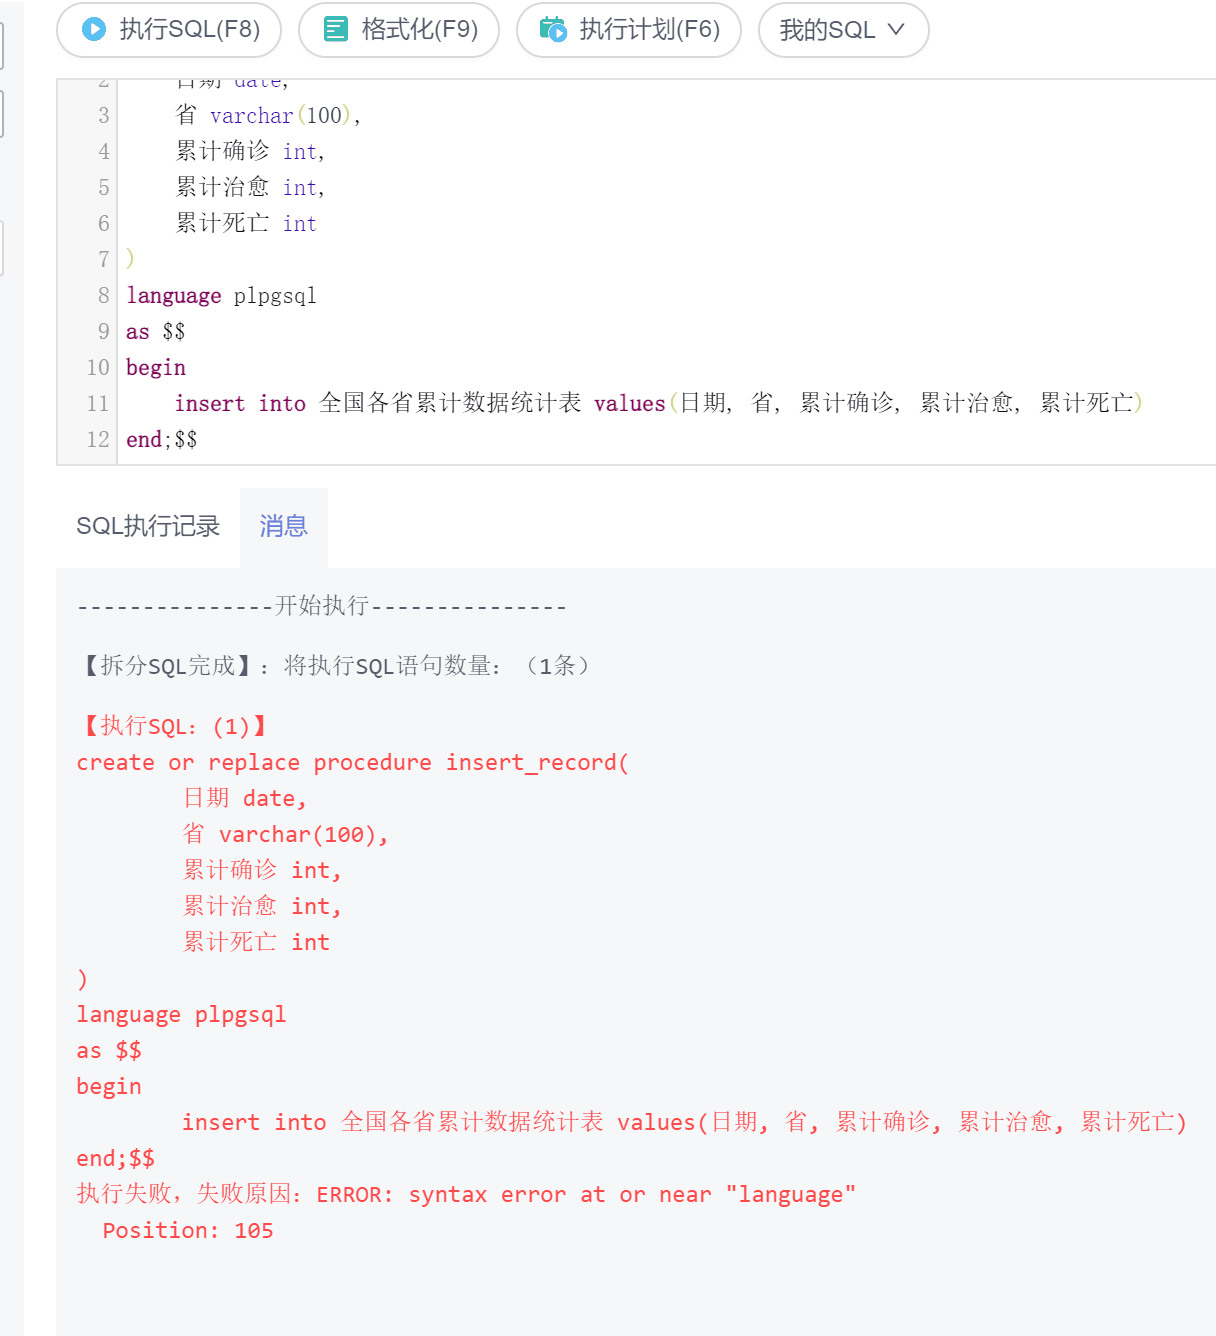 执行SQL(F8) 格式化(F9) 执行计划(F6) 我的SQL
2 日期 date,
3 省 varchar(100),
4 累计确诊 int,
5 累计治愈 int,
6 累计死亡 int
7 )
8 language plpgsql
9 as $$
10 begin
11 insert into 全国各省累计数据统计表 values(日期, 省, 累计确诊, 累计治愈, 累计死亡)
12 end;$$
SQL执行记录 消息
---------------开始执行---------------
【拆分SQL完成】：将执行SQL语句数量：（1条）
【执行SQL：(1)】
create or replace procedure insert_record(
日期 date,
省 varchar(100),
累计确诊 int,
累计治愈 int,
累计死亡 int
)
language plpgsql
as $$
begin
insert into 全国各省累计数据统计表 values(日期, 省, 累计确诊, 累计治愈, 累计死亡)
end;$$
执行失败，失败原因：ERROR: syntax error at or near "language"
Position: 105